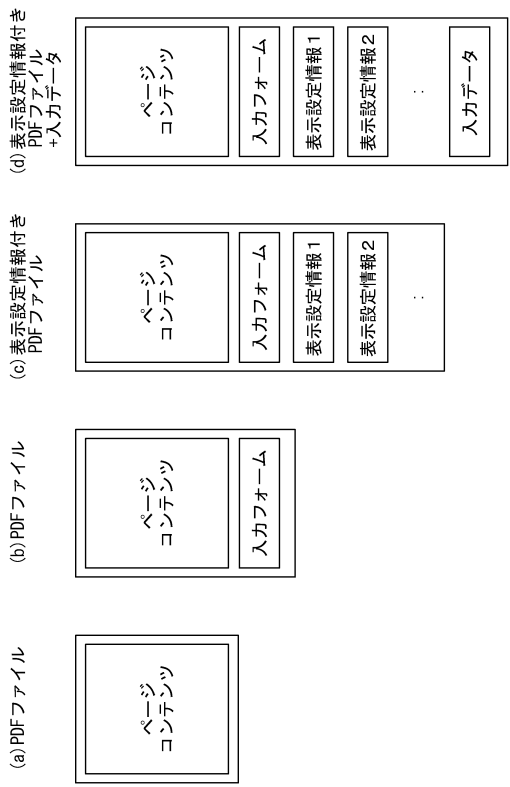 (a)PDFファイル
ページ
コンテンツ
(b)PDFファイル
ページ
コンテンツ
入力フォーム
(c)表示設定情報付き
PDFファイル
ページ
コンテンツ
入力フォーム
表示設定情報1
表示設定情報2
:
(d)表示設定情報付き
PDFファイル
+入力データ
ページ
コンテンツ
入力フォーム
表示設定情報1
表示設定情報2
:
入力データ